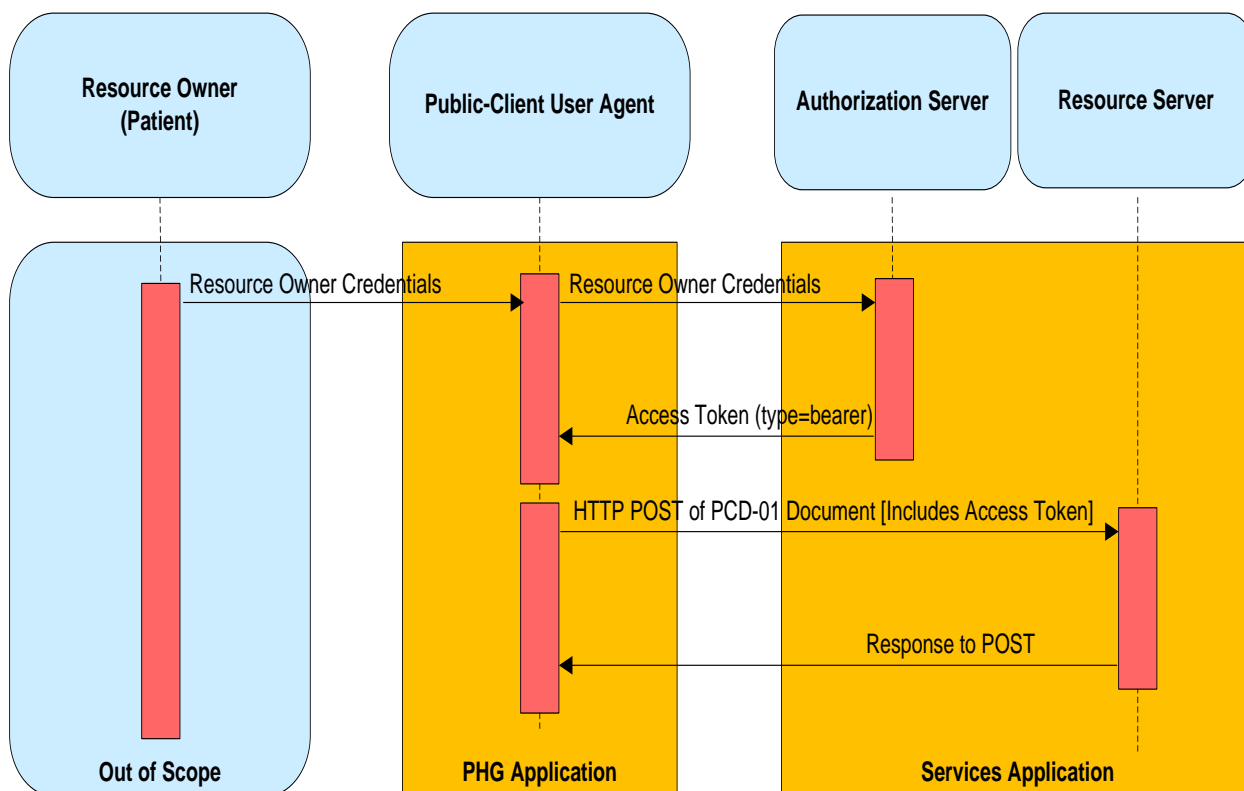 Resource Owner
(Patient)
Public-Client User Agent
Authorization Server
Resource Server
Resource Owner Credentials
Resource Owner Credentials
Access Token (type=bearer)
HTTP POST of PCD-01 Document [Includes Access Token]
Response to POST
Out of Scope
PHG Application
Services Application